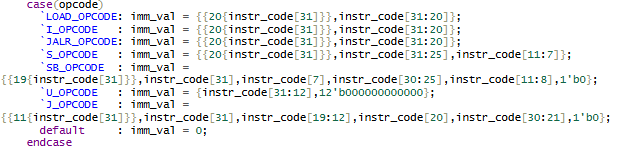 case(opcode)
`LOAD_OPCODE: imm_val = {{20{instr_code[31]}},instr_code[31:20]};
`I_OPCODE   : imm_val = {{20{instr_code[31]}},instr_code[31:20]};
`JALR_OPCODE: imm_val = {{20{instr_code[31]}},instr_code[31:20]};
`S_OPCODE   : imm_val = {{20{instr_code[31]}},instr_code[31:25],instr_code[11:7]};
`SB_OPCODE  : imm_val =
{{19{instr_code[31]}},instr_code[31],instr_code[7],instr_code[30:25],instr_code[11:8],1'b0};
`U_OPCODE   : imm_val = {instr_code[31:12],12'b000000000000};
`J_OPCODE   : imm_val =
{{11{instr_code[31]}},instr_code[31],instr_code[19:12],instr_code[20],instr_code[30:21],1'b0};
default     : imm_val = 0;
endcase